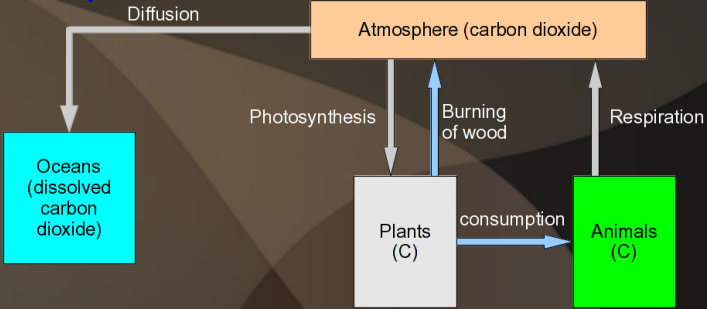 Diffusion
Atmosphere (carbon dioxide)
Photosynthesis
Burning
of wood
Respiration
Oceans
(dissolved
carbon
dioxide)
Plants
(C)
consumption
Animals
(C)